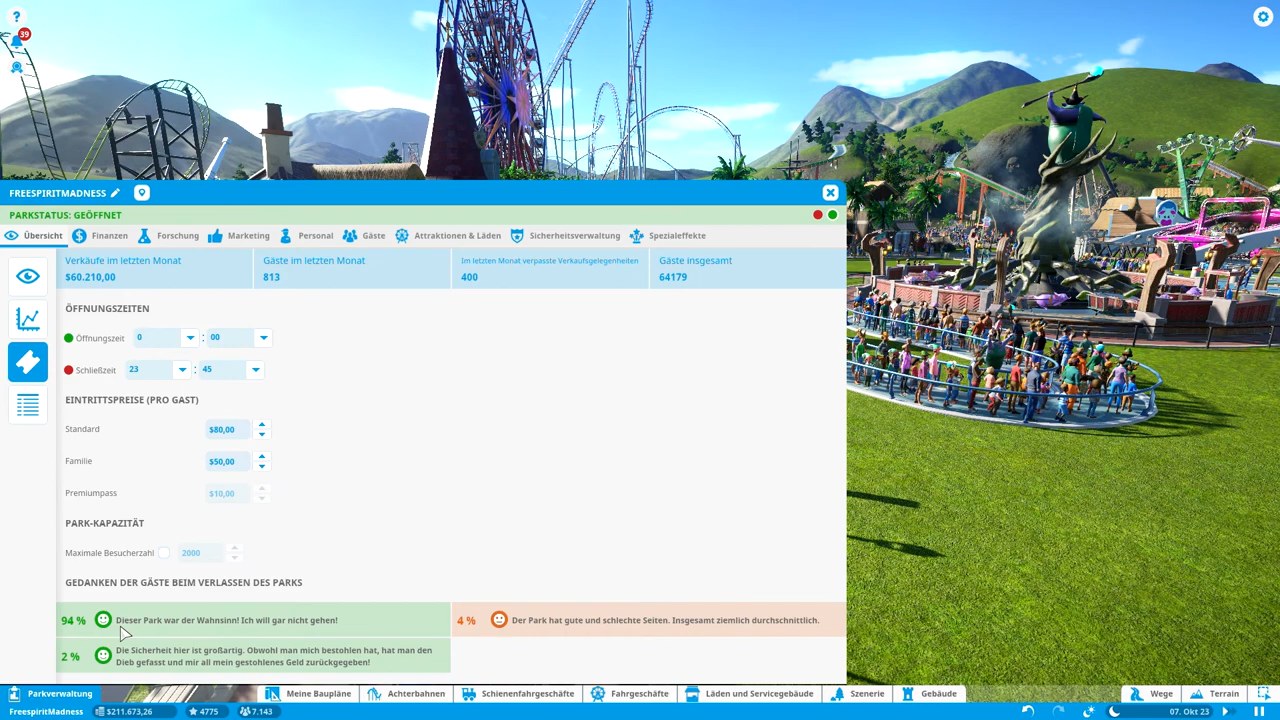 ?
39
FREESPIRITMADNESS
PARKSTATUS: GEÖFFNET
Übersicht Finanzen Forschung Marketing Personal Gäste Attraktionen & Läden Sicherheitsverwaltung Spezialeffekte
Verkäufe im letzten Monat Gäste im letzten Monat Im letzten Monat verpasste Verkaufsgelegenheiten Gäste insgesamt
$60.210,00 813 400 64179
ÖFFNUNGSZEITEN
Öffnungszeit 0 : 00
Schließzeit 23 : 45
EINTRITTSPREISE (PRO GAST)
Standard $80,00
Familie $50,00
Premiumpass $10,00
PARK-KAPAZITÄT
Maximale Besucherzahl 2000
GEDANKEN DER GÄSTE BEIM VERLASSEN DES PARKS
94 % Dieser Park war der Wahnsinn! Ich will gar nicht gehen!
4 % Der Park hat gute und schlechte Seiten. Insgesamt ziemlich durchschnittlich.
2 % Die Sicherheit hier ist großartig. Obwohl man mich bestohlen hat, hat man den
Dieb gefasst und mir all mein gestohlenes Geld zurückgegeben!
Parkverwaltung Meine Baupläne Achterbahnen Schienenfahrgeschäfte Fahrgeschäfte Läden und Servicegebäude Szenerie Gebäude Wege Terrain
FreespiritMadness $211.673,26 4775 7.143 07. Okt 23